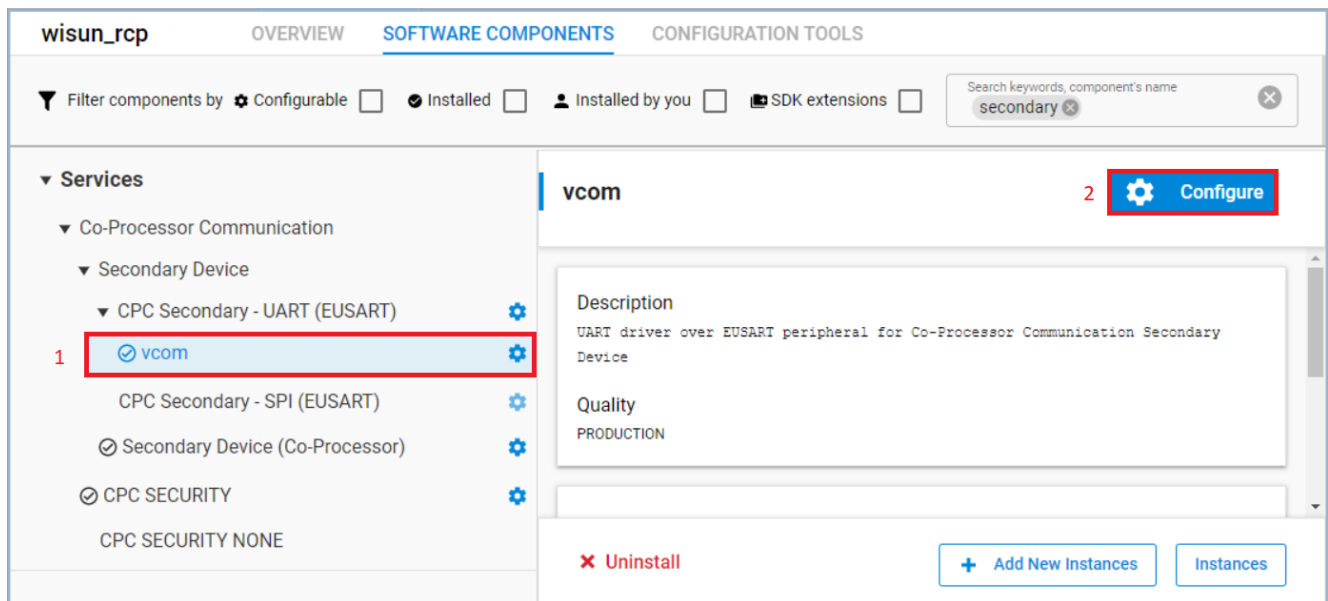 wisun_rcp OVERVIEW SOFTWARE COMPONENTS CONFIGURATION TOOLS
Filter components by Configurable Installed Installed by you SDK extensions
Search keywords, component's name
secondary
Services
Co-Processor Communication
Secondary Device
CPC Secondary - UART (EUSART)
1 vcom
CPC Secondary - SPI (EUSART)
Secondary Device (Co-Processor)
CPC SECURITY
CPC SECURITY NONE
vcom 2 Configure
Description
UART driver over EUSART peripheral for Co-Processor Communication Secondary
Device
Quality
PRODUCTION
Uninstall Add New Instances Instances